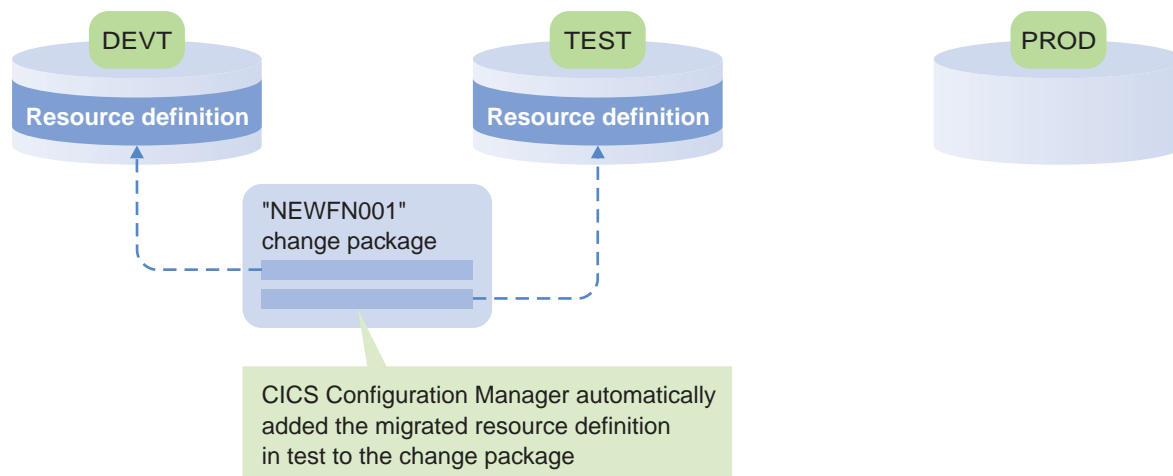 DEVT
TEST
PROD
Resource definition
Resource definition
"NEWFN001"
change package
CICS Configuration Manager automatically
added the migrated resource definition
in test to the change package